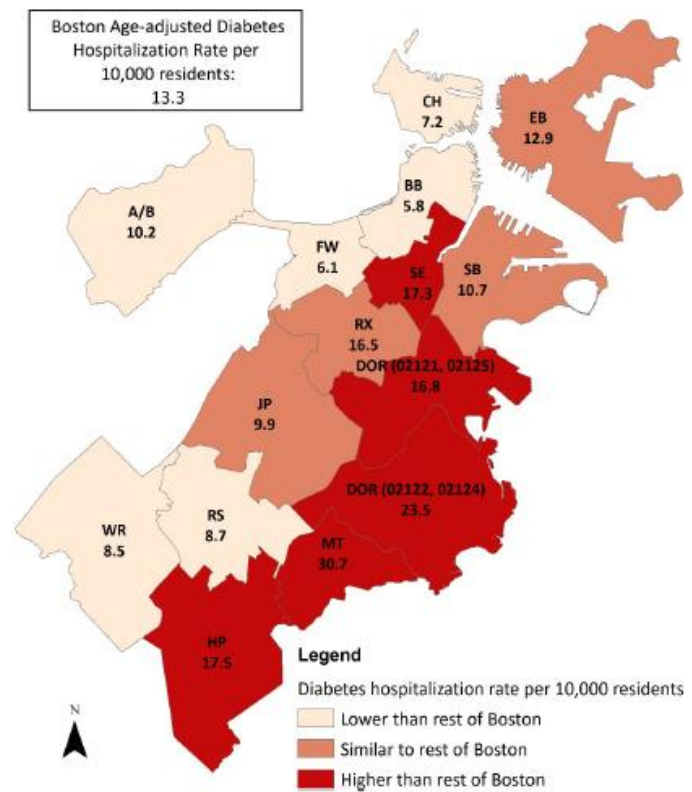 Boston Age-adjusted Diabetes
Hospitalization Rate per
10,000 residents:
13.3
CH
7.2
EB
12.9
BB
5.8
A/B
10.2
FW
6.1
SE
17.3
SB
10.7
RX
16.5
DOR (02121, 02125)
16.8
JP
9.9
DOR (02122, 02124)
23.5
WR
8.5
RS
8.7
MT
30.7
HP
17.5
N
Legend
Diabetes hospitalization rate per 10,000 residents
Lower than rest of Boston
Similar to rest of Boston
Higher than rest of Boston